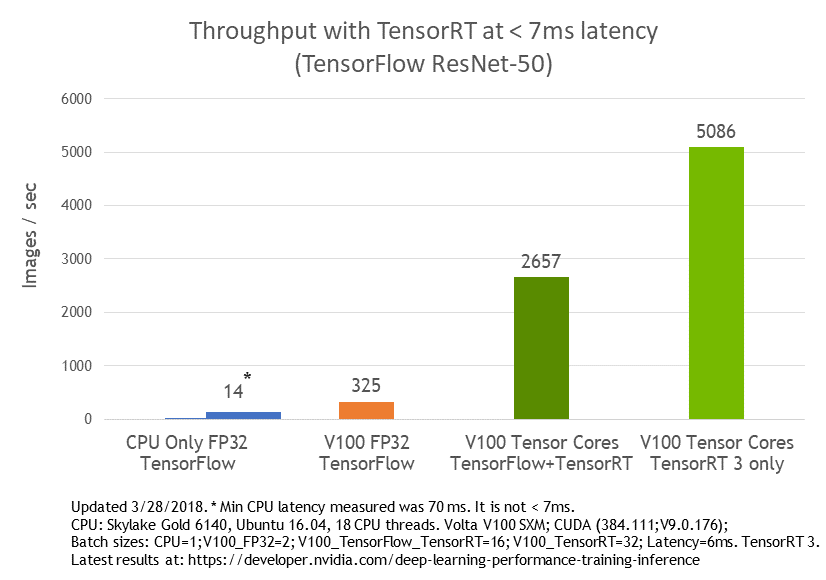 Throughput with TensorRT at < 7ms latency
(TensorFlow ResNet-50)
Images / sec
6000
5000
4000
3000
2000
1000
0
14*
325
2657
5086
CPU Only FP32
TensorFlow
V100 FP32
TensorFlow
V100 Tensor Cores
TensorFlow+TensorRT
V100 Tensor Cores
TensorRT 3 only
Updated 3/28/2018. * Min CPU latency measured was 70 ms. It is not < 7ms.
CPU: Skylake Gold 6140, Ubuntu 16.04, 18 CPU threads. Volta V100 SXM; CUDA (384.111;V9.0.176);
Batch sizes: CPU=1;V100_FP32=2; V100_TensorFlow_TensorRT=16; V100_TensorRT=32; Latency=6ms. TensorRT 3.
Latest results at: https://developer.nvidia.com/deep-learning-performance-training-inference